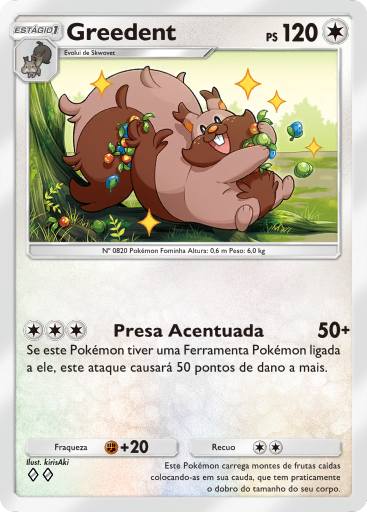 ESTÁGIO 1
Greedent
PS 120
Evolui de Skwovet
Nº 0820 Pokémon Fominha Altura: 0,6 m Peso: 6,0 kg
Presa Acentuada 50+
Se este Pokémon tiver uma Ferramenta Pokémon ligada
a ele, este ataque causará 50 pontos de dano a mais.
Fraqueza +20 Recuo
Ilust. kirisAki
Este Pokémon carrega montes de frutas caídas
colocando-as em sua cauda, que tem praticamente
o dobro do tamanho do seu corpo.